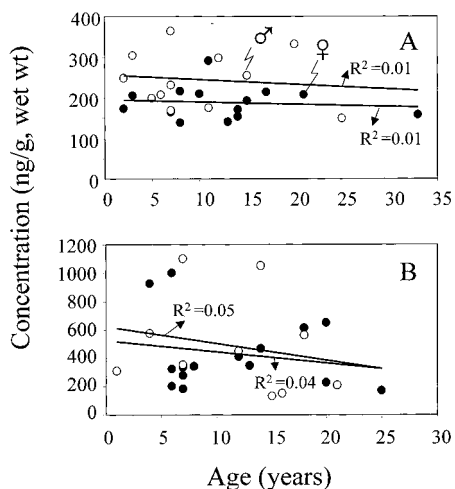 Concentration (ng/g, wet wt)
400
300
200
100
0
A
♂
♀
R²=0.01
R²=0.01
0 5 10 15 20 25 30 35
1200
1000
800
600
400
200
0
B
R²=0.05
R²=0.04
0 5 10 15 20 25 30
Age (years)